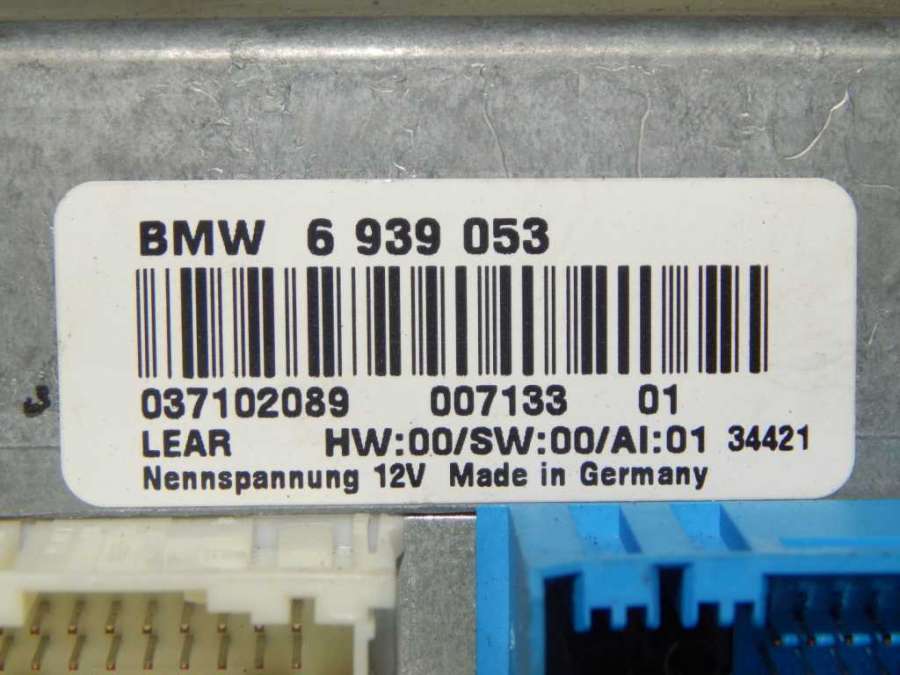 BMW 6 939 053
037102089 007133 01
LEAR HW:00/SW:00/AI:01 34421
Nennspannung 12V Made in Germany